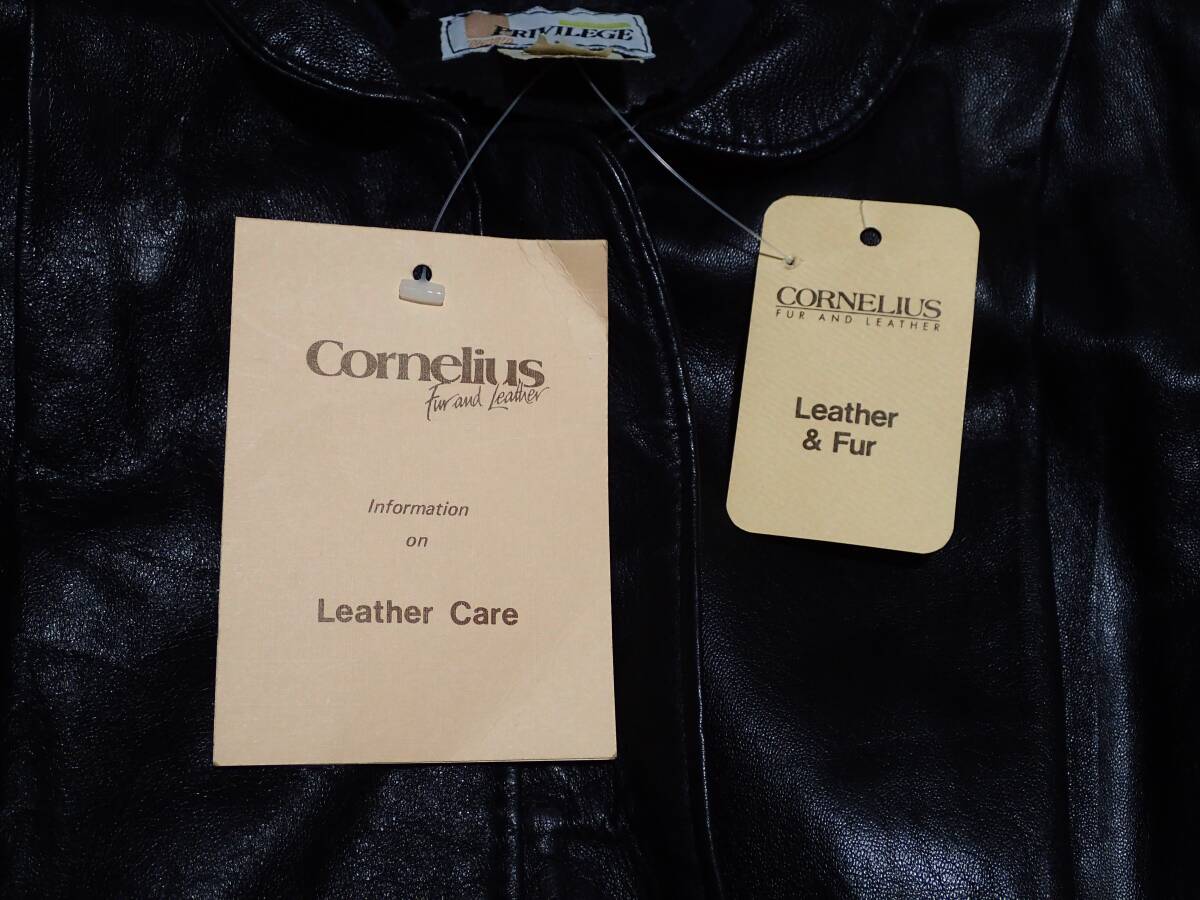 PRIVILEGE
Cornelius
Fur and Leather
Information
on
Leather Care
CORNELIUS
FUR AND LEATHER
Leather
& Fur